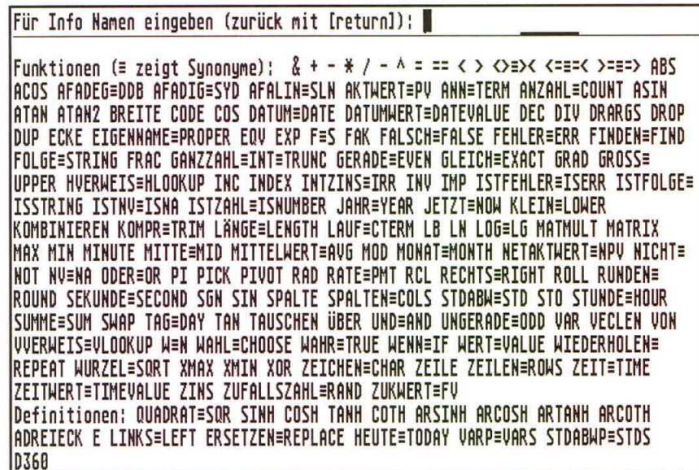 Für Info Namen eingeben (zurück mit [return]):
Funktionen (≡ zeigt Synonyme): & + - * / - ^ = == < > <>≡>< <=≡=< >=≡=> ABS
ACOS AFADEG≡DDB AFADIG≡SYD AFALIN≡SLN AKTWERT≡PV ANN≡TERM ANZAHL≡COUNT ASIN
ATAN ATAN2 BREITE CODE COS DATUM≡DATE DATUMWERT≡DATEVALUE DEC DIV DRARGS DROP
DUP ECKE EIGENNAME≡PROPER EQV EXP F≡S FAK FALSCH≡FALSE FEHLER≡ERR FINDEN≡FIND
FOLGE≡STRING FRAC GANZZAHL≡INT≡TRUNC GERADE≡EVEN GLEICH≡EXACT GRAD GROSS≡
UPPER HVERWEIS≡HLOOKUP INC INDEX INTZINS≡IRR INV IMP ISTFEHLER≡ISERR ISTFOLGE≡
ISSTRING ISTNV≡ISNA ISTZAHL≡ISNUMBER JAHR≡YEAR JETZT≡NOW KLEIN≡LOWER
KOMBINIEREN KOMPR≡TRIM LÄNGE≡LENGTH LAUF≡CTERM LB LN LOG≡LG MATMULT MATRIX
MAX MIN MINUTE MITTE≡MID MITTELWERT≡AVG MOD MONAT≡MONTH NETAKTWERT≡NPV NICHT≡
NOT NV≡NA ODER≡OR PI PICK PIVOT RAD RATE≡PMT RCL RECHTS≡RIGHT ROLL RUNDEN≡
ROUND SEKUNDE≡SECOND SGN SIN SPALTE SPALTEN≡COLS STDABW≡STD STO STUNDE≡HOUR
SUMME≡SUM SWAP TAG≡DAY TAN TAUSCHEN ÜBER UND≡AND UNGERADE≡ODD VAR VECLEN VON
VVERWEIS≡VLOOKUP W≡N WAHL≡CHOOSE WAHR≡TRUE WENN≡IF WERT≡VALUE WIEDERHOLEN≡
REPEAT WURZEL≡SQRT XMAX XMIN XOR ZEICHEN≡CHAR ZEILE ZEILEN≡ROWS ZEIT≡TIME
ZEITWERT≡TIMEVALUE ZINS ZUFALLSZAHL≡RAND ZUKWERT≡FV
Definitionen: QUADRAT≡SQR SINH COSH TANH COTH ARSINH ARCOSH ARTANH ARCOTH
ADREIECK E LINKS≡LEFT ERSETZEN≡REPLACE HEUTE≡TODAY VARP≡VARS STDABWP≡STDS
D360